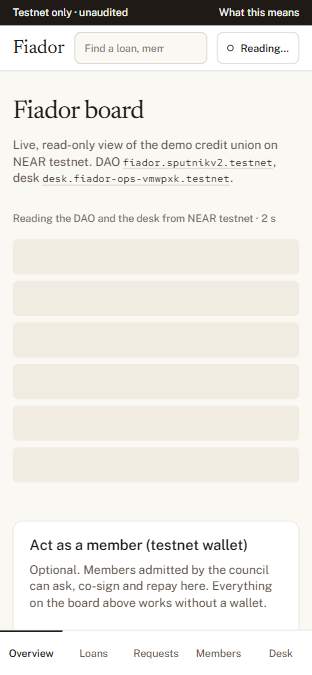 Testnet only · unaudited What this means
Fiador Find a loan, mem Reading…
Fiador board
Live, read-only view of the demo credit union on
NEAR testnet. DAO fiador.sputnikv2.testnet,
desk desk.fiador-ops-vmwpxk.testnet.
Reading the DAO and the desk from NEAR testnet · 2 s
Act as a member (testnet wallet)
Optional. Members admitted by the council
can ask, co-sign and repay here. Everything
on the board above works without a wallet.
Overview Loans Requests Members Desk